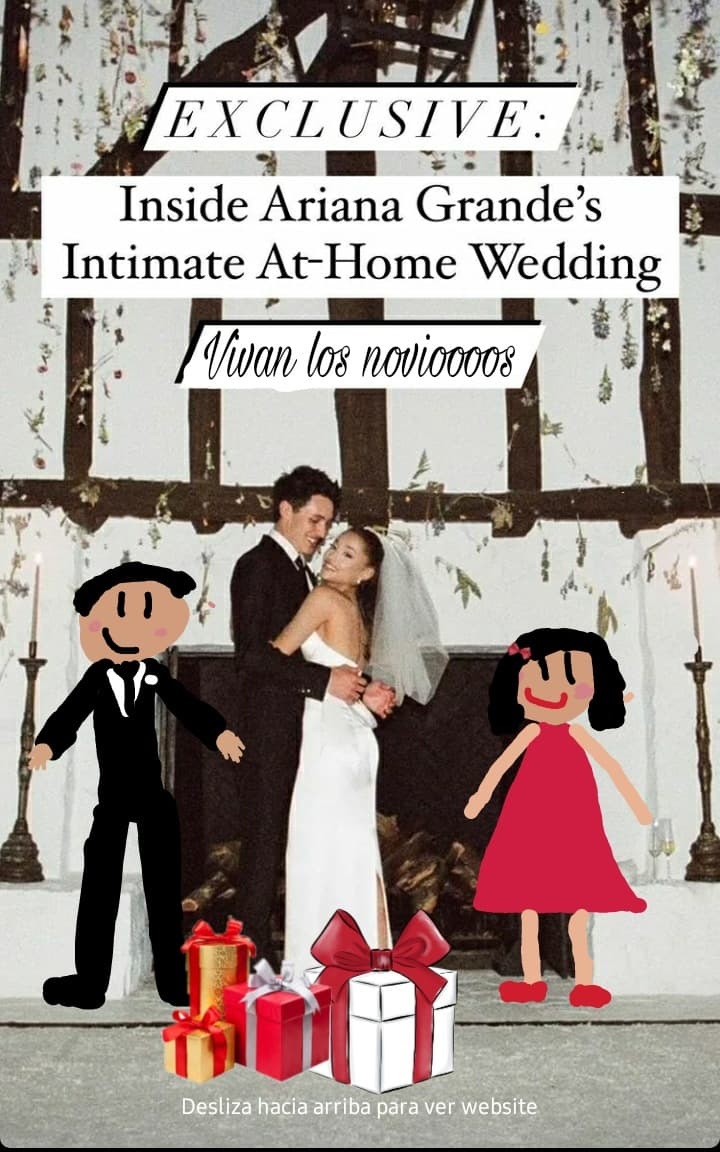 EXCLUSIVE:
Inside Ariana Grande's
Intimate At-Home Wedding
Vivan los noviooooos
Desliza hacia arriba para ver website